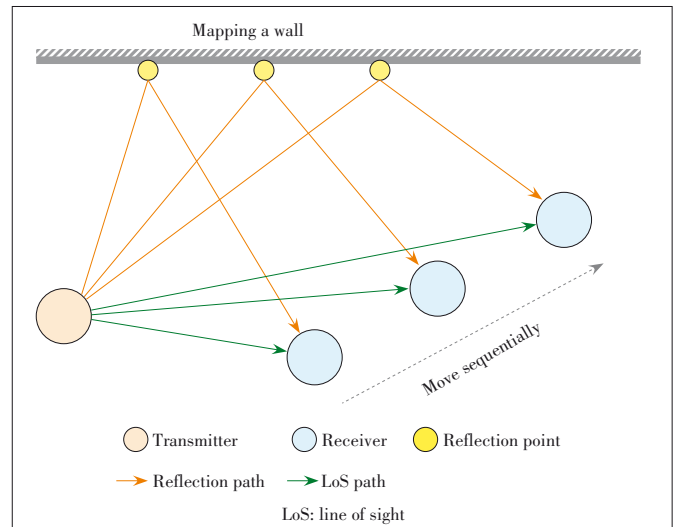 Mapping a wall
Move sequentially
Transmitter
Receiver
Reflection point
Reflection path
LoS path
LoS: line of sight